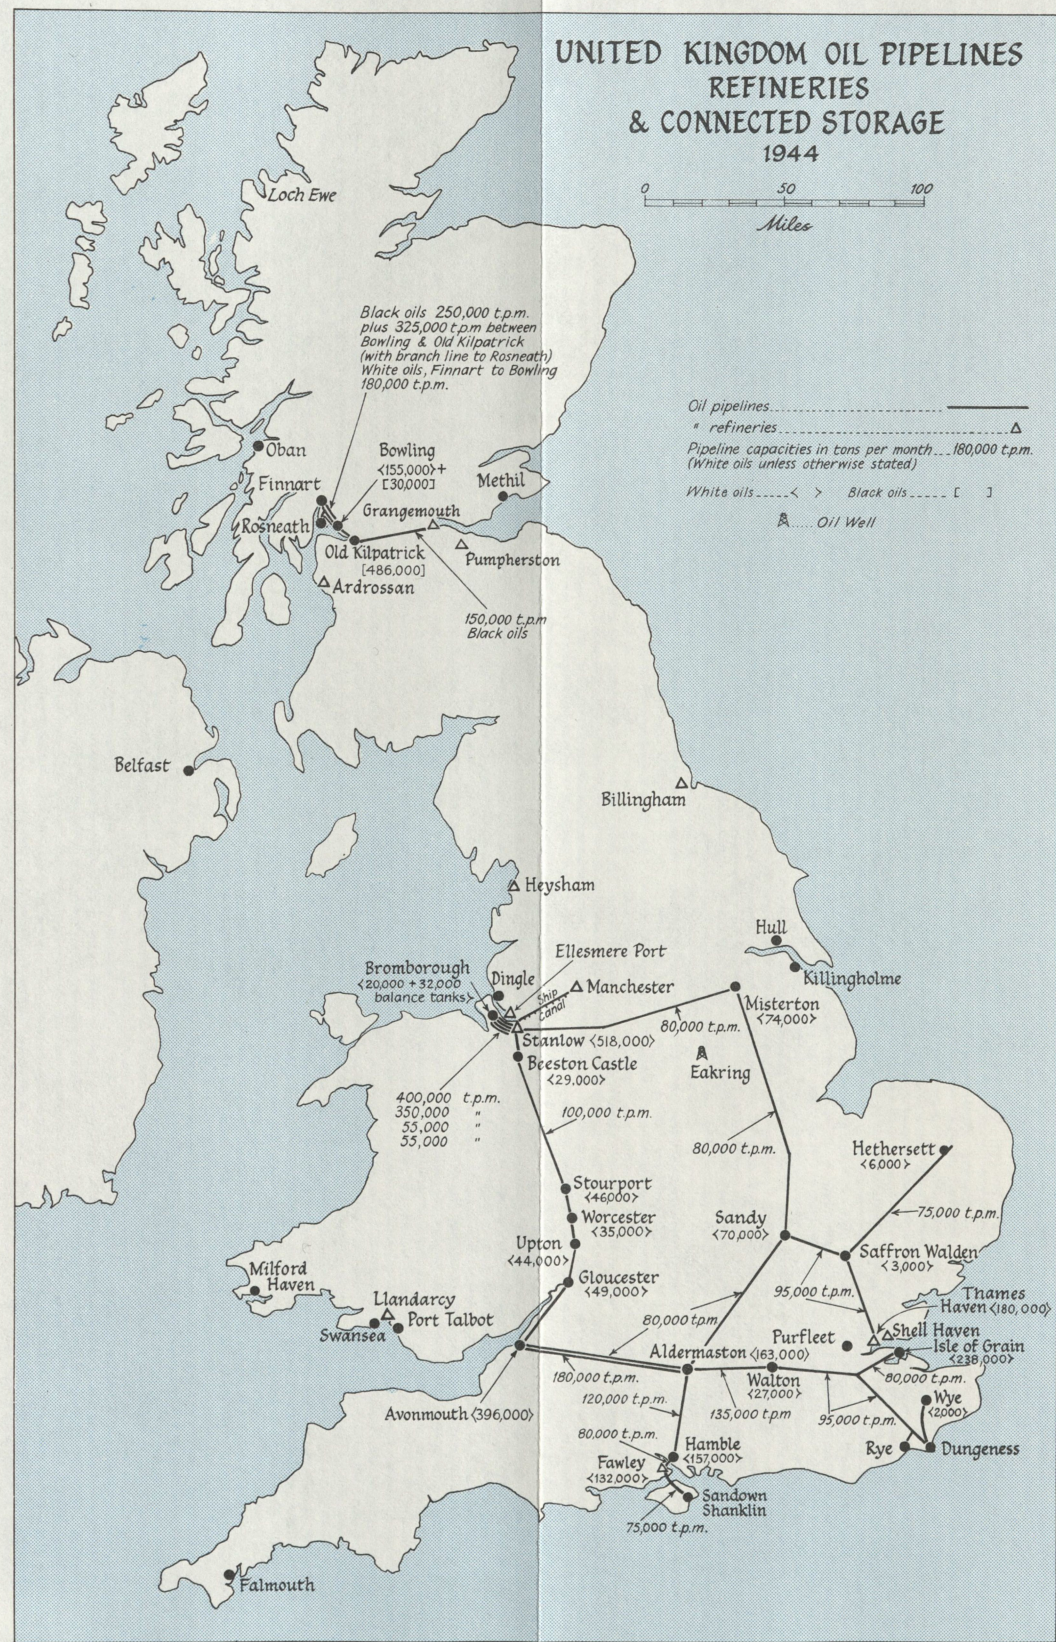 UNITED KINGDOM OIL PIPELINES
REFINERIES
& CONNECTED STORAGE
1944
0 50 100
Miles
Loch Ewe
Black oils 250,000 t.p.m.
plus 325,000 t.p.m between
Bowling & Old Kilpatrick
(with branch line to Rosneath)
White oils, Finnart to Bowling
180,000 t.p.m.
Oil pipelines
" refineries
Pipeline capacities in tons per month 180,000 t.p.m.
(White oils unless otherwise stated)
White oils < > Black oils [ ]
Oil Well
Oban
Bowling
<155,000>+
[30,000]
Finnart
Methil
Grangemouth
Rosneath
Old Kilpatrick
[486,000]
Pumpherston
Ardrossan
150,000 t.p.m
Black oils
Belfast
Billingham
Heysham
Hull
Killingholme
Ellesmere Port
Bromborough
<20,000 + 32,000
balance tanks>
Dingle
Ship
Canal
Manchester
Misterton
<74,000>
80,000 t.p.m.
Stanlow <518,000>
Eakring
Beeston Castle
<29,000>
400,000 t.p.m.
350,000 "
55,000 "
55,000 "
100,000 t.p.m.
80,000 t.p.m.
Hethersett
<6,000>
Stourport
<46,000>
75,000 t.p.m.
Worcester
<35,000>
Sandy
<70,000>
Upton
<44,000>
Saffron Walden
<3,000>
Milford
Haven
Gloucester
<49,000>
95,000 t.p.m.
Thames
Haven <180,000>
Llandarcy
Port Talbot
Swansea
80,000 t.p.m
Purfleet
Shell Haven
Isle of Grain
<238,000>
Aldermaston <163,000>
180,000 t.p.m.
Walton
<27,000>
80,000 t.p.m.
120,000 t.p.m.
135,000 t.p.m
95,000 t.p.m.
Wye
<2,000>
Avonmouth <396,000>
80,000 t.p.m.
Hamble
<157,000>
Rye
Dungeness
Fawley
<132,000>
Sandown
Shanklin
75,000 t.p.m.
Falmouth